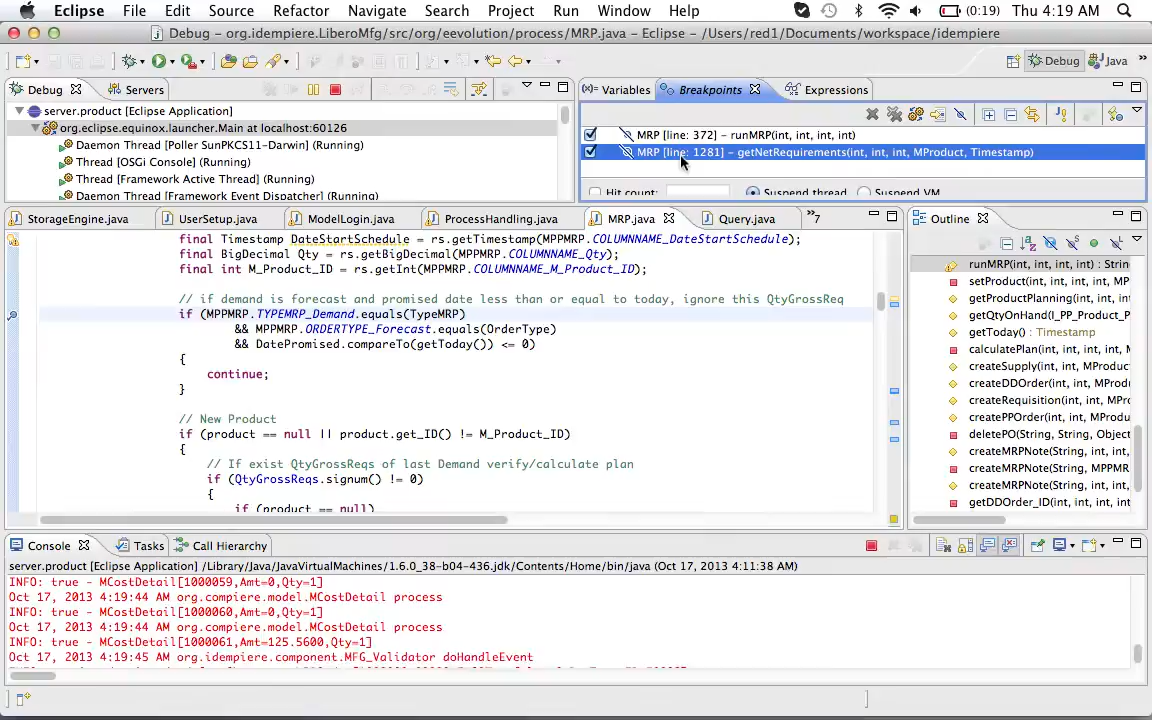 Eclipse File Edit Source Refactor Navigate Search Project Run Window Help (0:19) Thu 4:19 AM
Debug - org.idempiere.LiberoMfg/src/org/eevolution/process/MRP.java - Eclipse - /Users/red1/Documents/workspace/idempiere
Debug Java
Debug Servers
server.product [Eclipse Application]
org.eclipse.equinox.launcher.Main at localhost:60126
Daemon Thread [Poller SunPKCS11-Darwin] (Running)
Thread [OSGi Console] (Running)
Thread [Framework Active Thread] (Running)
Daemon Thread [Framework Event Dispatcher] (Running)
Variables Breakpoints Expressions
MRP [line: 372] - runMRP(int, int, int, int)
MRP [line: 1281] - getNetRequirements(int, int, int, MProduct, Timestamp)
Hit count: Suspend thread Suspend VM
StorageEngine.java UserSetup.java ModelLogin.java ProcessHandling.java MRP.java Query.java »7
final Timestamp DateStartSchedule = rs.getTimestamp(MPPMRP.COLUMNNAME_DateStartSchedule);
final BigDecimal Qty = rs.getBigDecimal(MPPMRP.COLUMNNAME_Qty);
final int M_Product_ID = rs.getInt(MPPMRP.COLUMNNAME_M_Product_ID);
// if demand is forecast and promised date less than or equal to today, ignore this QtyGrossReq
if (MPPMRP.TYPEMRP_Demand.equals(TypeMRP)
&& MPPMRP.ORDERTYPE_Forecast.equals(OrderType)
&& DatePromised.compareTo(getToday()) <= 0)
{
continue;
}
// New Product
if (product == null || product.get_ID() != M_Product_ID)
{
// If exist QtyGrossReqs of last Demand verify/calculate plan
if (QtyGrossReqs.signum() != 0)
{
if (product == null)
Outline
runMRP(int, int, int, int) : Strin
setProduct(int, int, int, MP
getProductPlanning(int, int,
getQtyOnHand(I_PP_Product_P
getToday() : Timestamp
calculatePlan(int, int, int, M
createSupply(int, int, MProd
createDDOrder(int, int, MPro
createRequisition(int, MPro
createPPOrder(int, int, MProdu
deletePO(String, String, Object
createMRPNote(String, int, int,
createMRPNote(String, MPPMR
createMRPNote(String, int, int,
getDDOrder_ID(int, int, int, int
Console Tasks Call Hierarchy
server.product [Eclipse Application] /Library/Java/JavaVirtualMachines/1.6.0_38-b04-436.jdk/Contents/Home/bin/java (Oct 17, 2013 4:11:38 AM)
INFO: true - MCostDetail[1000059,Amt=0,Qty=1]
Oct 17, 2013 4:19:44 AM org.compiere.model.MCostDetail process
INFO: true - MCostDetail[1000060,Amt=0,Qty=1]
Oct 17, 2013 4:19:44 AM org.compiere.model.MCostDetail process
INFO: true - MCostDetail[1000061,Amt=125.5600,Qty=1]
Oct 17, 2013 4:19:45 AM org.idempiere.component.MFG_Validator doHandleEvent